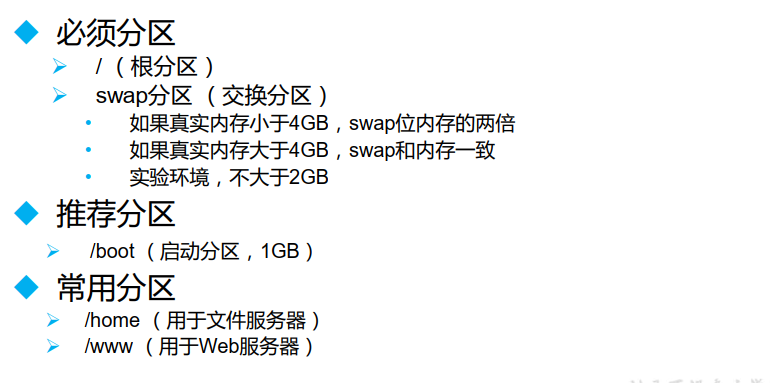 必须分区
/（根分区）
swap分区（交换分区）
如果真实内存小于4GB，swap位内存的两倍
如果真实内存大于4GB，swap和内存一致
实验环境，不大于2GB
推荐分区
/boot（启动分区，1GB）
常用分区
/home（用于文件服务器）
/www（用于Web服务器）